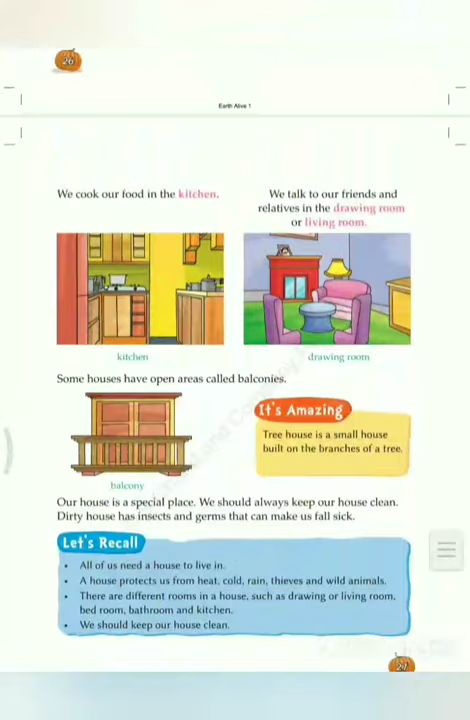 26
Earth Alive 1
We cook our food in the kitchen.
We talk to our friends and
relatives in the drawing room
or living room.
kitchen
drawing room
Some houses have open areas called balconies.
It's Amazing
Tree house is a small house
built on the branches of a tree.
balcony
Our house is a special place. We should always keep our house clean.
Dirty house has insects and germs that can make us fall sick.
Let's Recall
• All of us need a house to live in.
• A house protects us from heat, cold, rain, thieves and wild animals.
• There are different rooms in a house, such as drawing or living room,
bed room, bathroom and kitchen.
• We should keep our house clean.
27